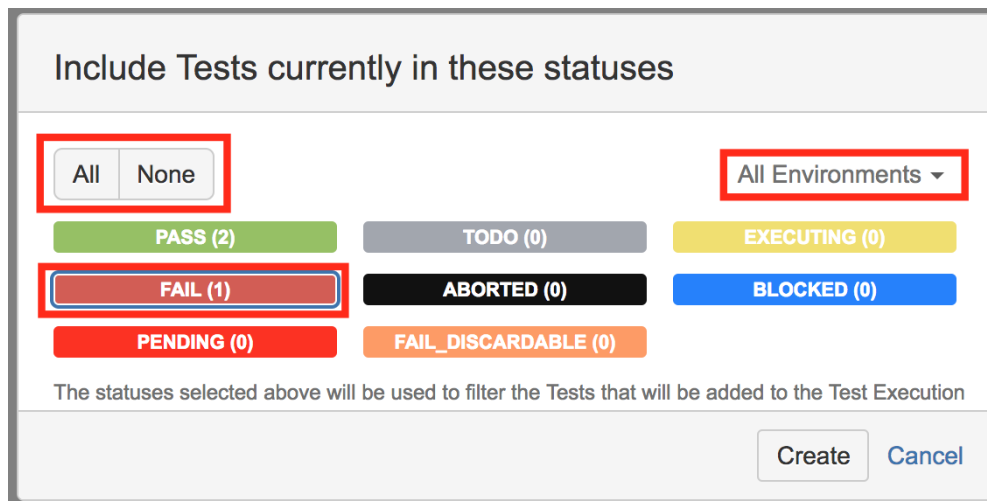 Include Tests currently in these statuses
All None All Environments
PASS (2) TODO (0) EXECUTING (0)
FAIL (1) ABORTED (0) BLOCKED (0)
PENDING (0) FAIL_DISCARDABLE (0)
The statuses selected above will be used to filter the Tests that will be added to the Test Execution
Create Cancel